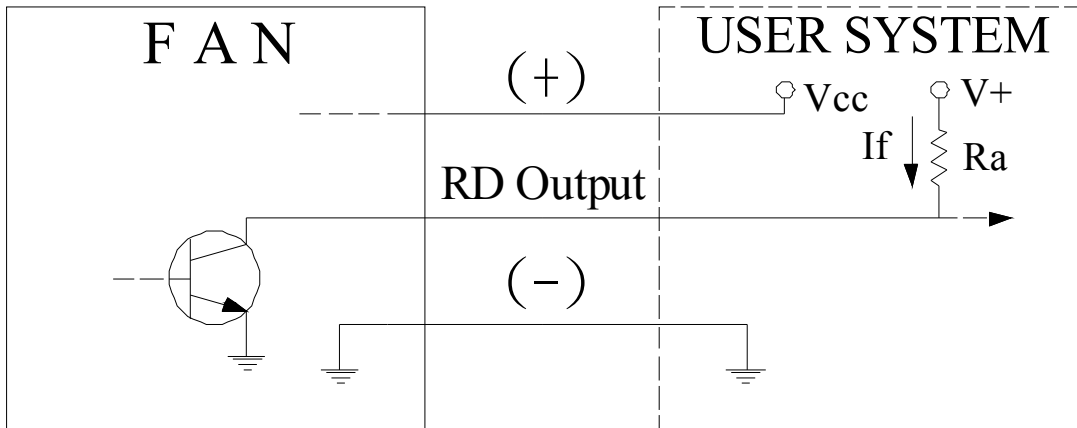 F A N
USER SYSTEM
(+)
Vcc
V+
If
Ra
RD Output
(-)